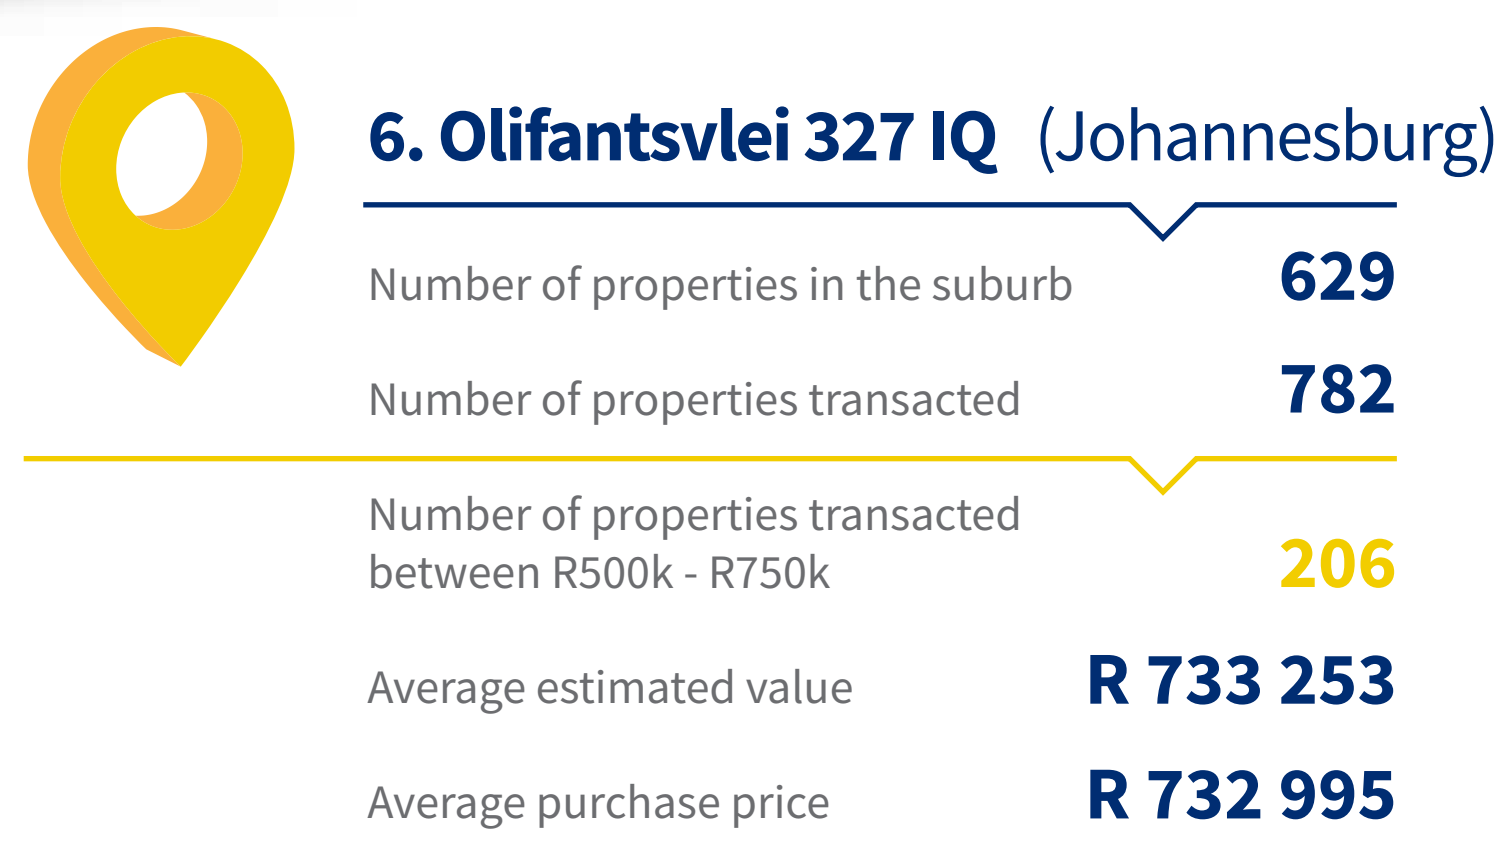 6. Olifantsvlei 327 IQ (Johannesburg)
Number of properties in the suburb 629
Number of properties transacted 782
Number of properties transacted
between R500k - R750k 206
Average estimated value R 733 253
Average purchase price R 732 995